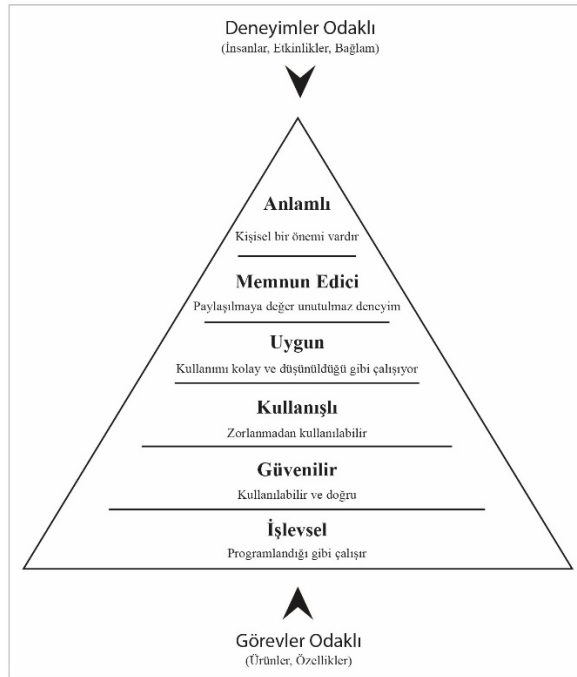 Deneyimler Odaklı
(İnsanlar, Etkinlikler, Bağlam)
Anlamlı
Kişisel bir önemi vardır
Memnun Edici
Paylaşılmaya değer unutulmaz deneyim
Uygun
Kullanımı kolay ve düşünüldüğü gibi çalışıyor
Kullanışlı
Zorlanmadan kullanılabilir
Güvenilir
Kullanılabilir ve doğru
İşlevsel
Programlandığı gibi çalışır
Görevler Odaklı
(Ürünler, Özellikler)